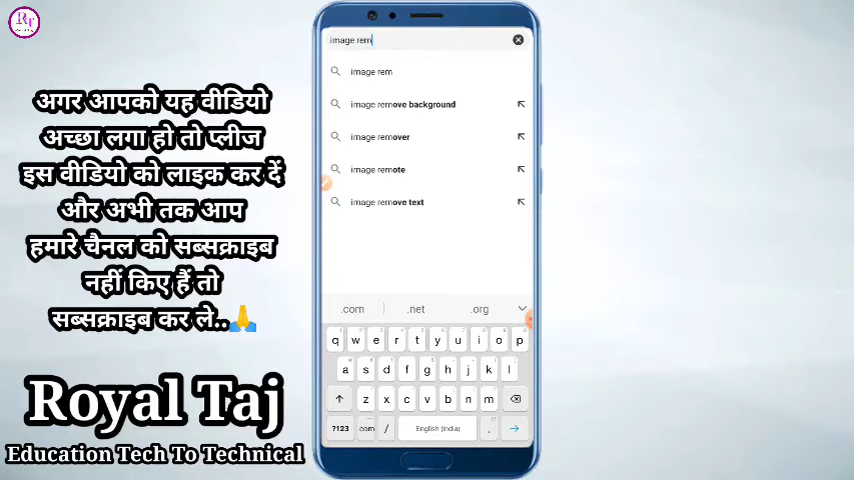 RT
अगर आपको यह वीडियो
अच्छा लगा हो तो प्लीज
इस वीडियो को लाइक कर दें
और अभी तक आप
हमारे चैनल को सब्सक्राइब
नहीं किए हैं तो
सब्सक्राइब कर ले..🙏
Royal Taj
Education Tech To Technical
image rem
image rem
image remove background
image remover
image remote
image remove text
.com .net .org
q w e r t y u i o p
a s d f g h j k l
z x c v b n m
?123 .com / English (India) .